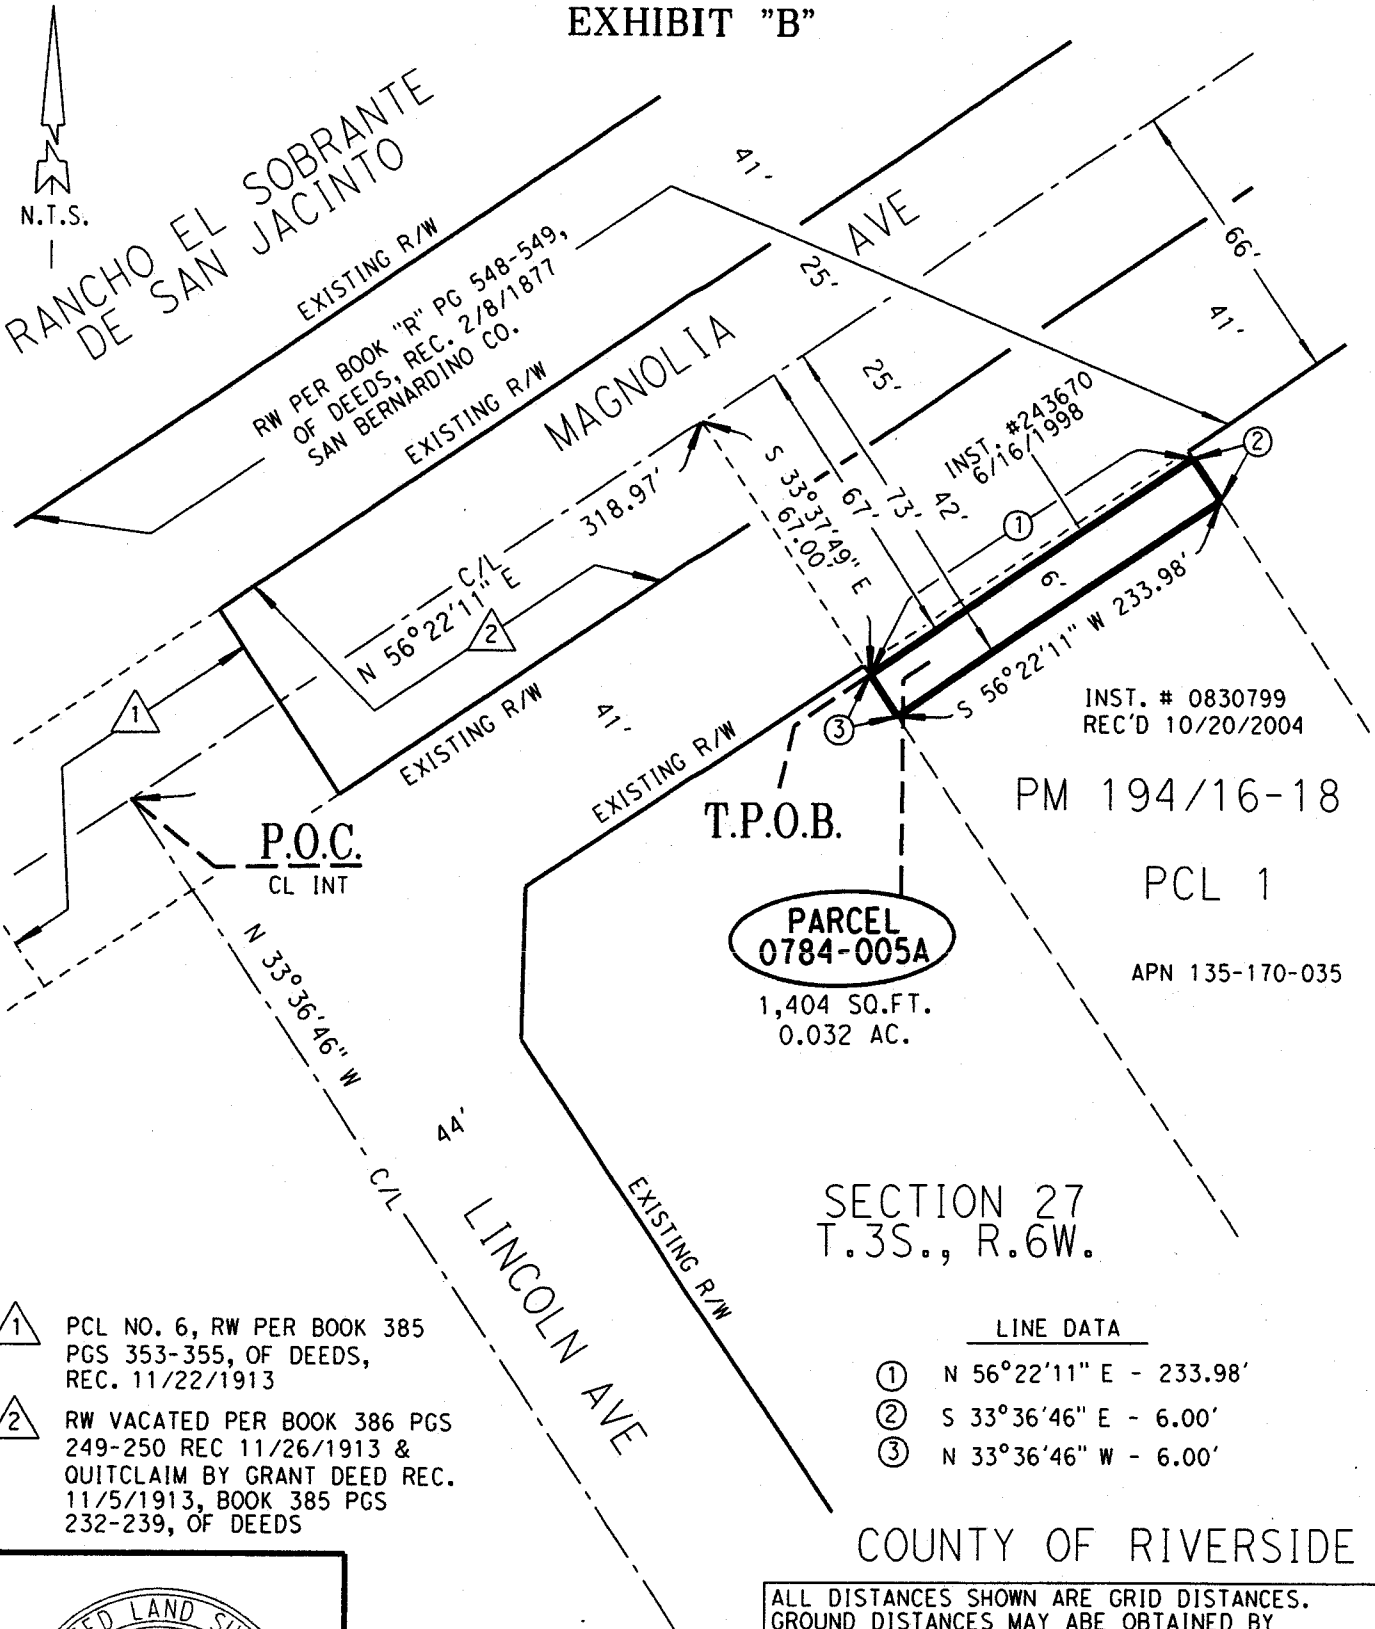 EXHIBIT "B"
N
N.T.S.
RANCHO EL SOBRANTE
DE SAN JACINTO
EXISTING R/W
RW PER BOOK "R" PG 548-549,
OF DEEDS, REC. 2/8/1877
SAN BERNARDINO CO.
EXISTING R/W
MAGNOLIA AVE
41'
25'
25'
66'
41'
INST. #243670
6/16/1998
C/L
N 56°22'11" E
318.97'
S 33°37'49" E
67.00'
67'
73'
42'
1
2
6'
S 56°22'11" W 233.98'
3
2
1
EXISTING R/W
41'
EXISTING R/W
INST. # 0830799
REC'D 10/20/2004
P.O.C.
CL INT
T.P.O.B.
PM 194/16-18
PCL 1
APN 135-170-035
PARCEL
0784-005A
1,404 SQ.FT.
0.032 AC.
N 33°36'46" W
44'
C/L
LINCOLN AVE
EXISTING R/W
SECTION 27
T.3S., R.6W.
1 PCL NO. 6, RW PER BOOK 385
PGS 353-355, OF DEEDS,
REC. 11/22/1913
2 RW VACATED PER BOOK 386 PGS
249-250 REC 11/26/1913 &
QUITCLAIM BY GRANT DEED REC.
11/5/1913, BOOK 385 PGS
232-239, OF DEEDS
LINE DATA
1 N 56°22'11" E - 233.98'
2 S 33°36'46" E - 6.00'
3 N 33°36'46" W - 6.00'
COUNTY OF RIVERSIDE
ALL DISTANCES SHOWN ARE GRID DISTANCES.
GROUND DISTANCES MAY ABE OBTAINED BY
LAND